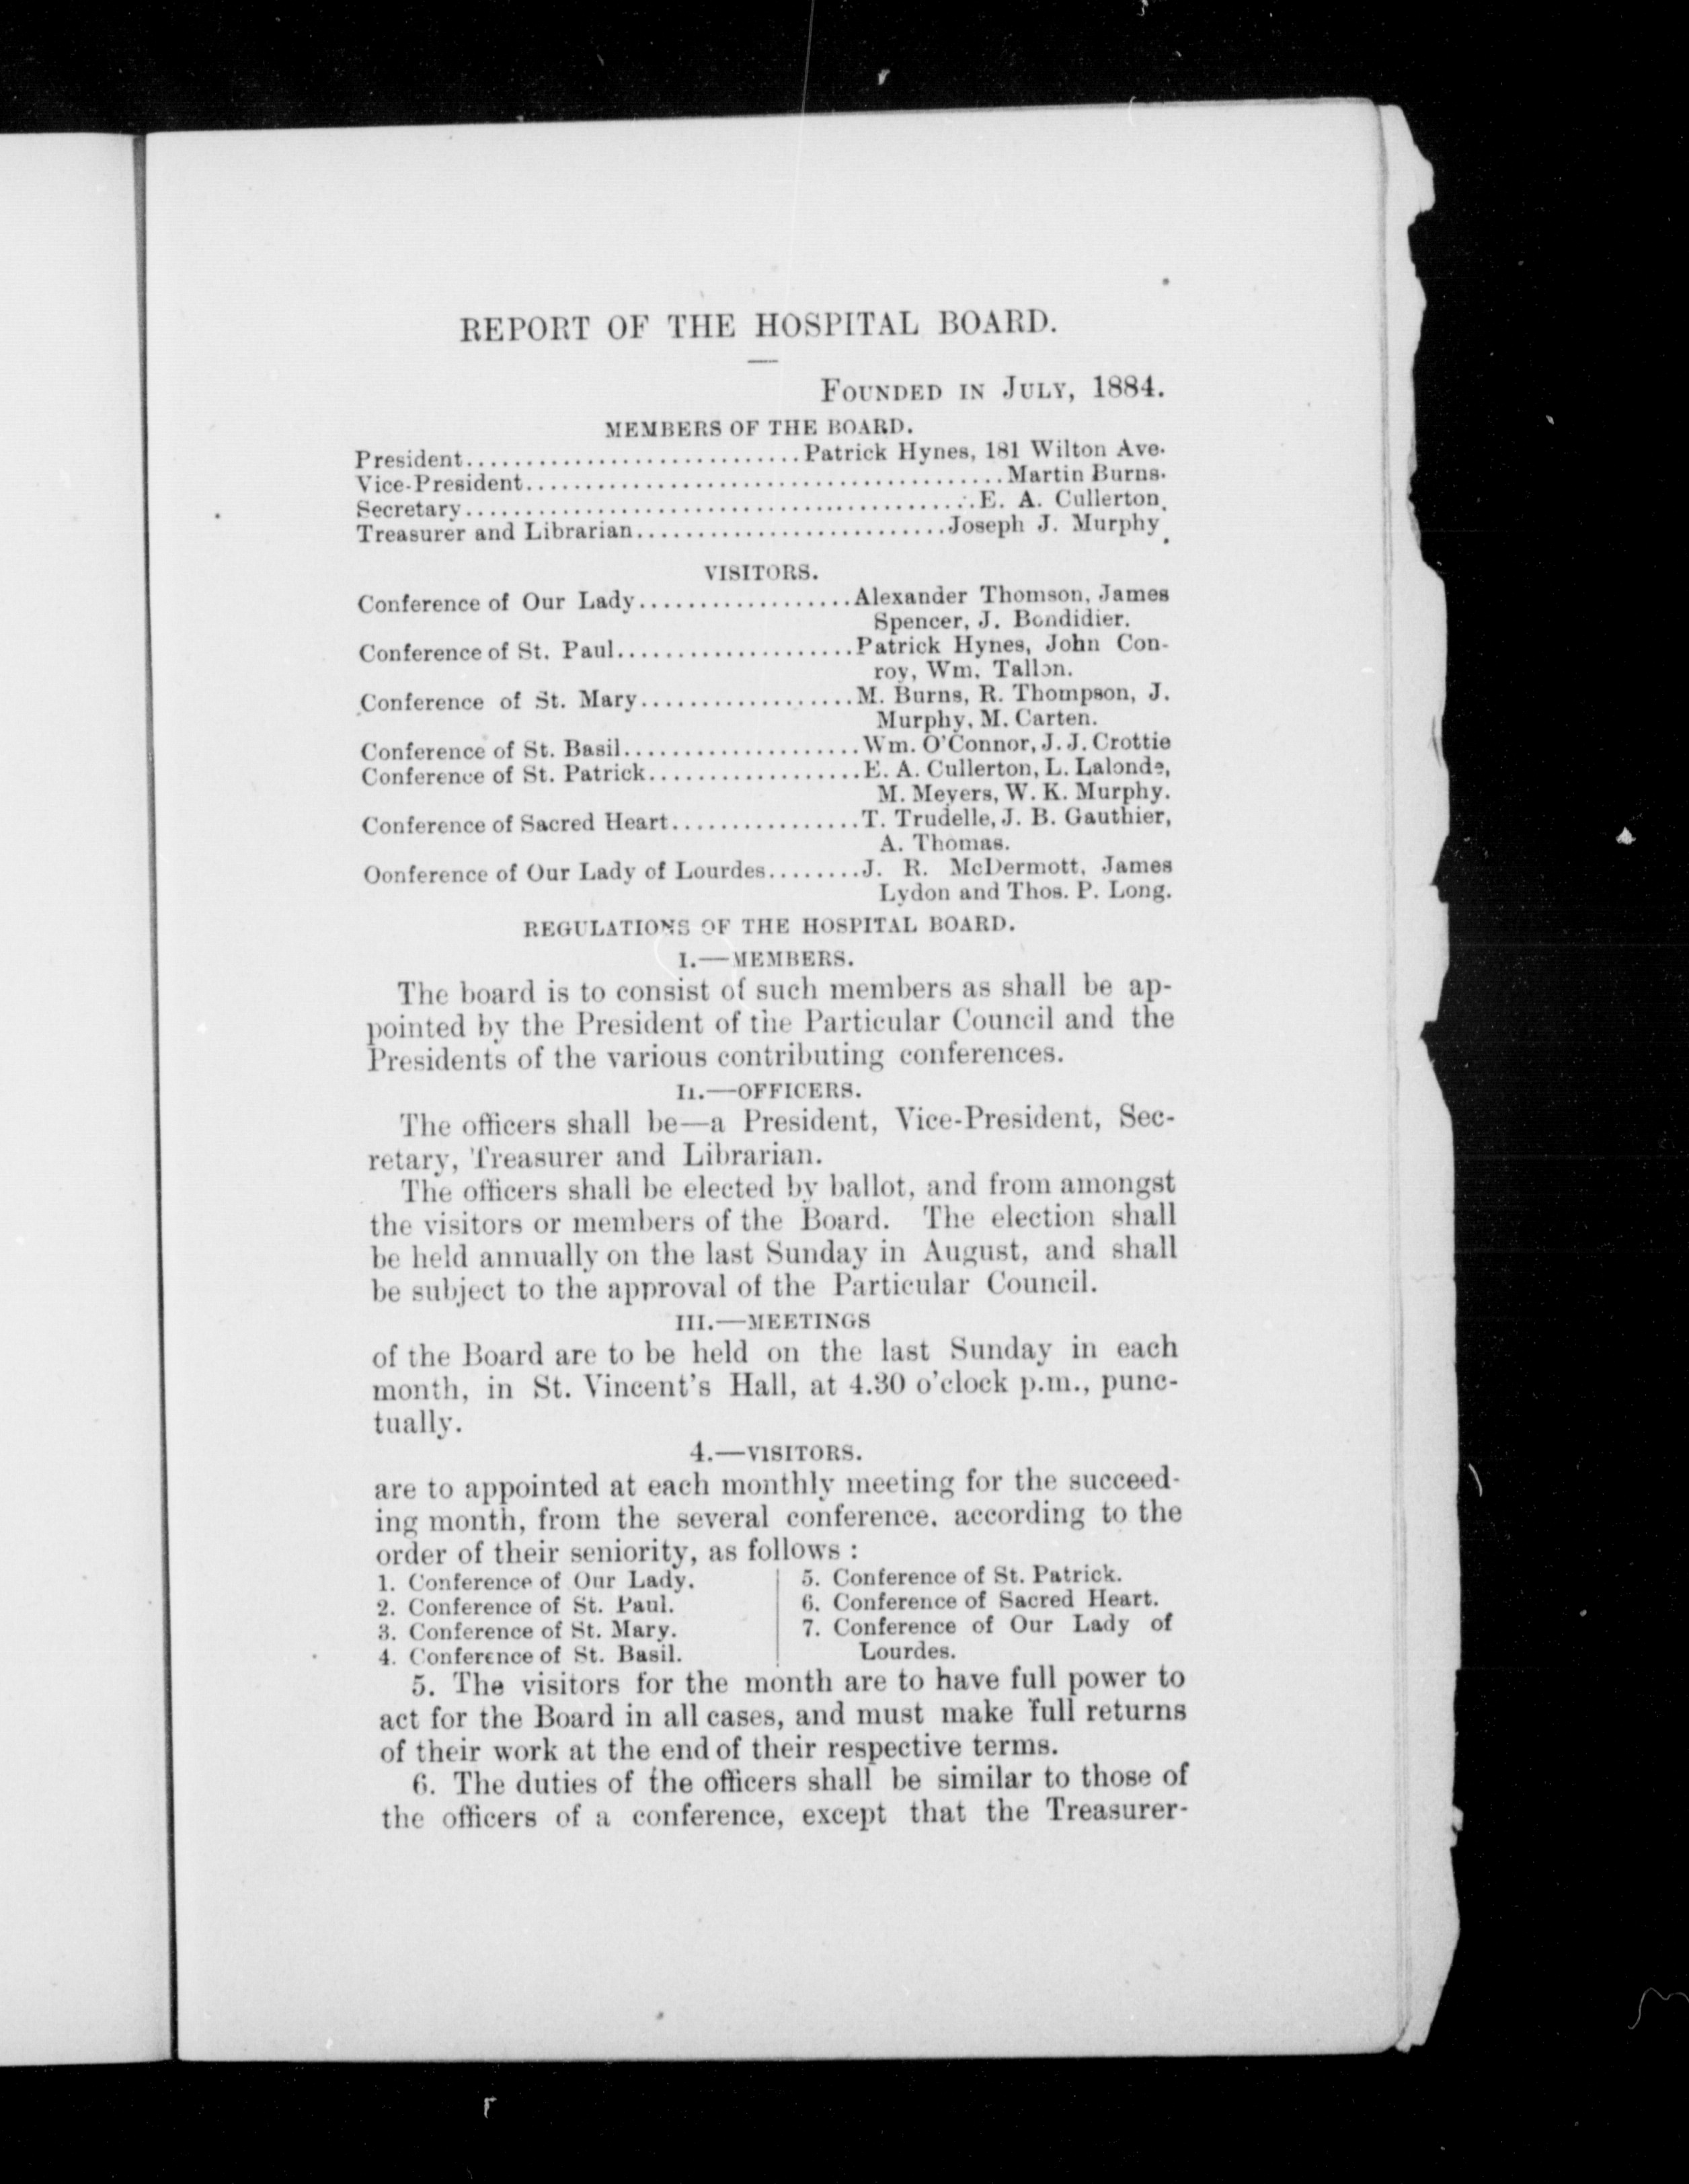 REPORT OF THE HOSPITAL BOARD.
FOUNDED IN JULY, 1884.
MEMBERS OF THE BOARD.
President............................Patrick Hynes, 181 Wilton Ave.
Vice-President........................................Martin Burns.
Secretary..........................................E. A. Cullerton.
Treasurer and Librarian..........................Joseph J. Murphy.
VISITORS.
Conference of Our Lady..................Alexander Thomson, James
Spencer, J. Bondidier.
Conference of St. Paul....................Patrick Hynes, John Con-
roy, Wm. Tallon.
Conference of St. Mary..................M. Burns, R. Thompson, J.
Murphy, M. Carten.
Conference of St. Basil....................Wm. O'Connor, J. J. Crottie
Conference of St. Patrick..................E. A. Cullerton, L. Lalonde,
M. Meyers, W. K. Murphy.
Conference of Sacred Heart................T. Trudelle, J. B. Gauthier,
A. Thomas.
Oonference of Our Lady of Lourdes........J. R. McDermott, James
Lydon and Thos. P. Long.
REGULATIONS OF THE HOSPITAL BOARD.
I.—MEMBERS.
The board is to consist of such members as shall be ap-
pointed by the President of the Particular Council and the
Presidents of the various contributing conferences.
II.—OFFICERS.
The officers shall be—a President, Vice-President, Sec-
retary, Treasurer and Librarian.
The officers shall be elected by ballot, and from amongst
the visitors or members of the Board. The election shall
be held annually on the last Sunday in August, and shall
be subject to the approval of the Particular Council.
III.—MEETINGS
of the Board are to be held on the last Sunday in each
month, in St. Vincent's Hall, at 4.30 o'clock p.m., punc-
tually.
4.—VISITORS.
are to appointed at each monthly meeting for the succeed-
ing month, from the several conference. according to the
order of their seniority, as follows :
1. Conference of Our Lady.
2. Conference of St. Paul.
3. Conference of St. Mary.
4. Conference of St. Basil.
5. Conference of St. Patrick.
6. Conference of Sacred Heart.
7. Conference of Our Lady of
Lourdes.
5. The visitors for the month are to have full power to
act for the Board in all cases, and must make full returns
of their work at the end of their respective terms.
6. The duties of the officers shall be similar to those of
the officers of a conference, except that the Treasurer-